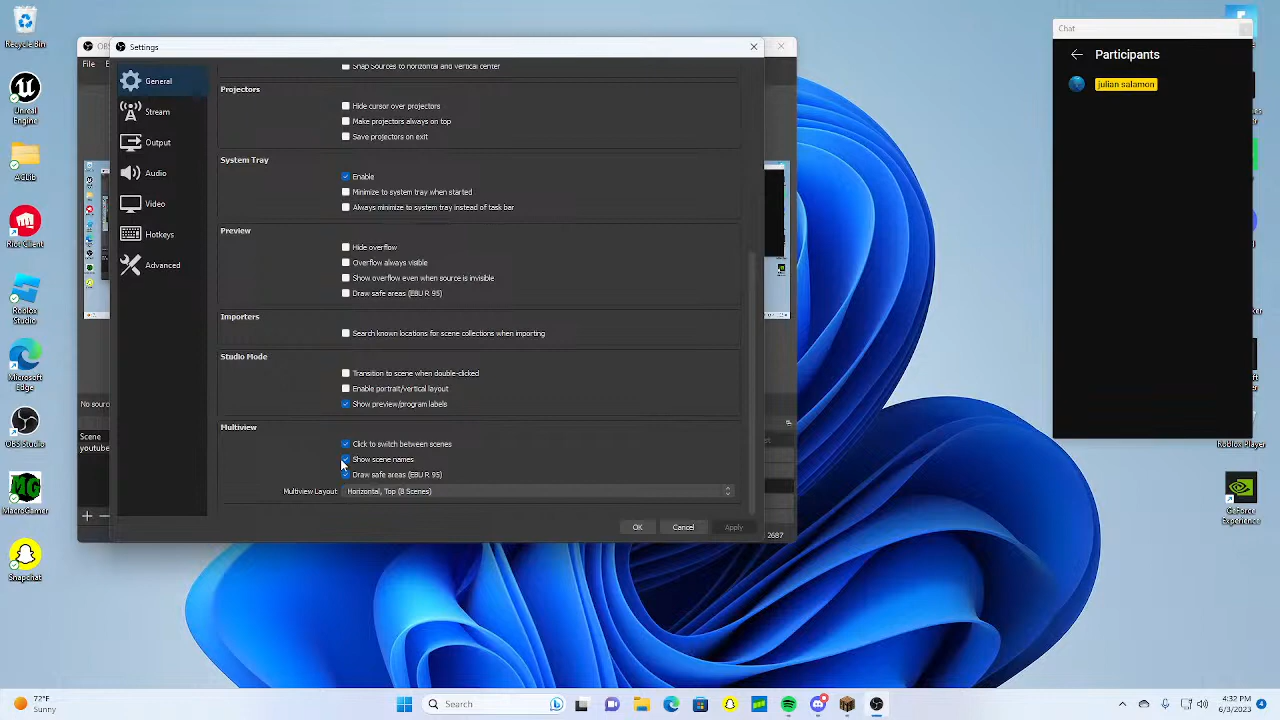 Recycle Bin
Unreal Engine
AQLib
Riot Client
Roblox Studio
Microsoft Edge
OBS Studio
MacroGamer
Snapchat
OBS
File
No sourc
Scene
youtube
Settings
General
Stream
Output
Audio
Video
Hotkeys
Advanced
Snap Sources to horizontal and vertical center
Projectors
Hide cursor over projectors
Make projectors always on top
Save projectors on exit
System Tray
Enable
Minimize to system tray when started
Always minimize to system tray instead of task bar
Preview
Hide overflow
Overflow always visible
Show overflow even when source is invisible
Draw safe areas (EBU R 95)
Importers
Search known locations for scene collections when importing
Studio Mode
Transition to scene when double-clicked
Enable portrait/vertical layout
Show preview/program labels
Multiview
Click to switch between scenes
Show scene names
Draw safe areas (EBU R 95)
Multiview Layout Horizontal, Top (8 Scenes)
OK Cancel Apply
2687
Chat
Participants
julian salamon
Roblox Player
GeForce Experience
72°F
Sunny
Search
4:32 PM
6/3/2023
4